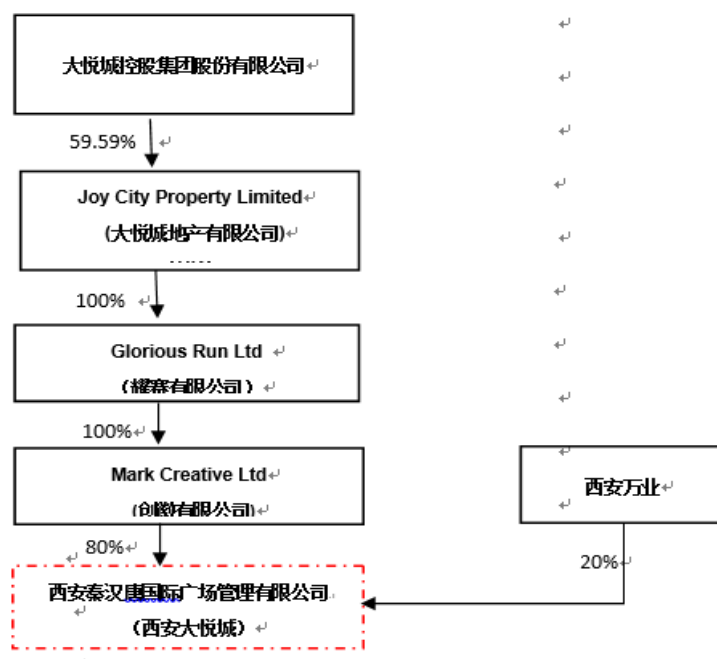 大悦城控股集团股份有限公司
59.59%
Joy City Property Limited
(大悦城地产有限公司)
……
100%
Glorious Run Ltd
（耀赛有限公司）
100%
Mark Creative Ltd
(创徽有限公司)
西安万业
80%
20%
西安秦汉唐国际广场管理有限公司
（西安大悦城）